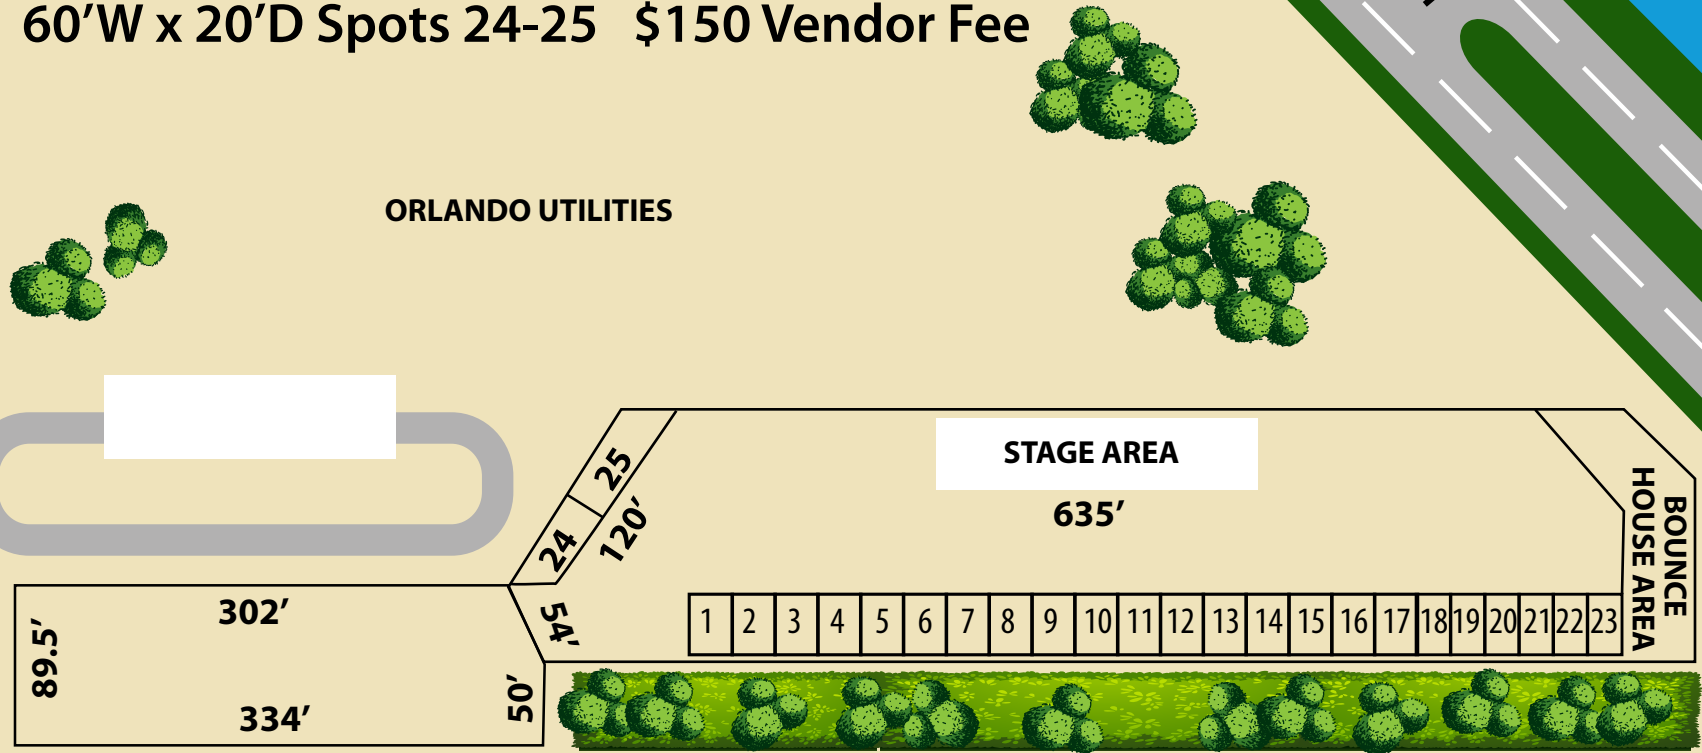 60’W x 20’D Spots 24-25 $150 Vendor Fee
ORLANDO UTILITIES
STAGE AREA
635’
25
24
120’
BOUNCE
HOUSE AREA
302’
54’
89.5’
50’
334’
1 2 3 4 5 6 7 8 9 10 11 12 13 14 15 16 17 18 19 20 21 22 23